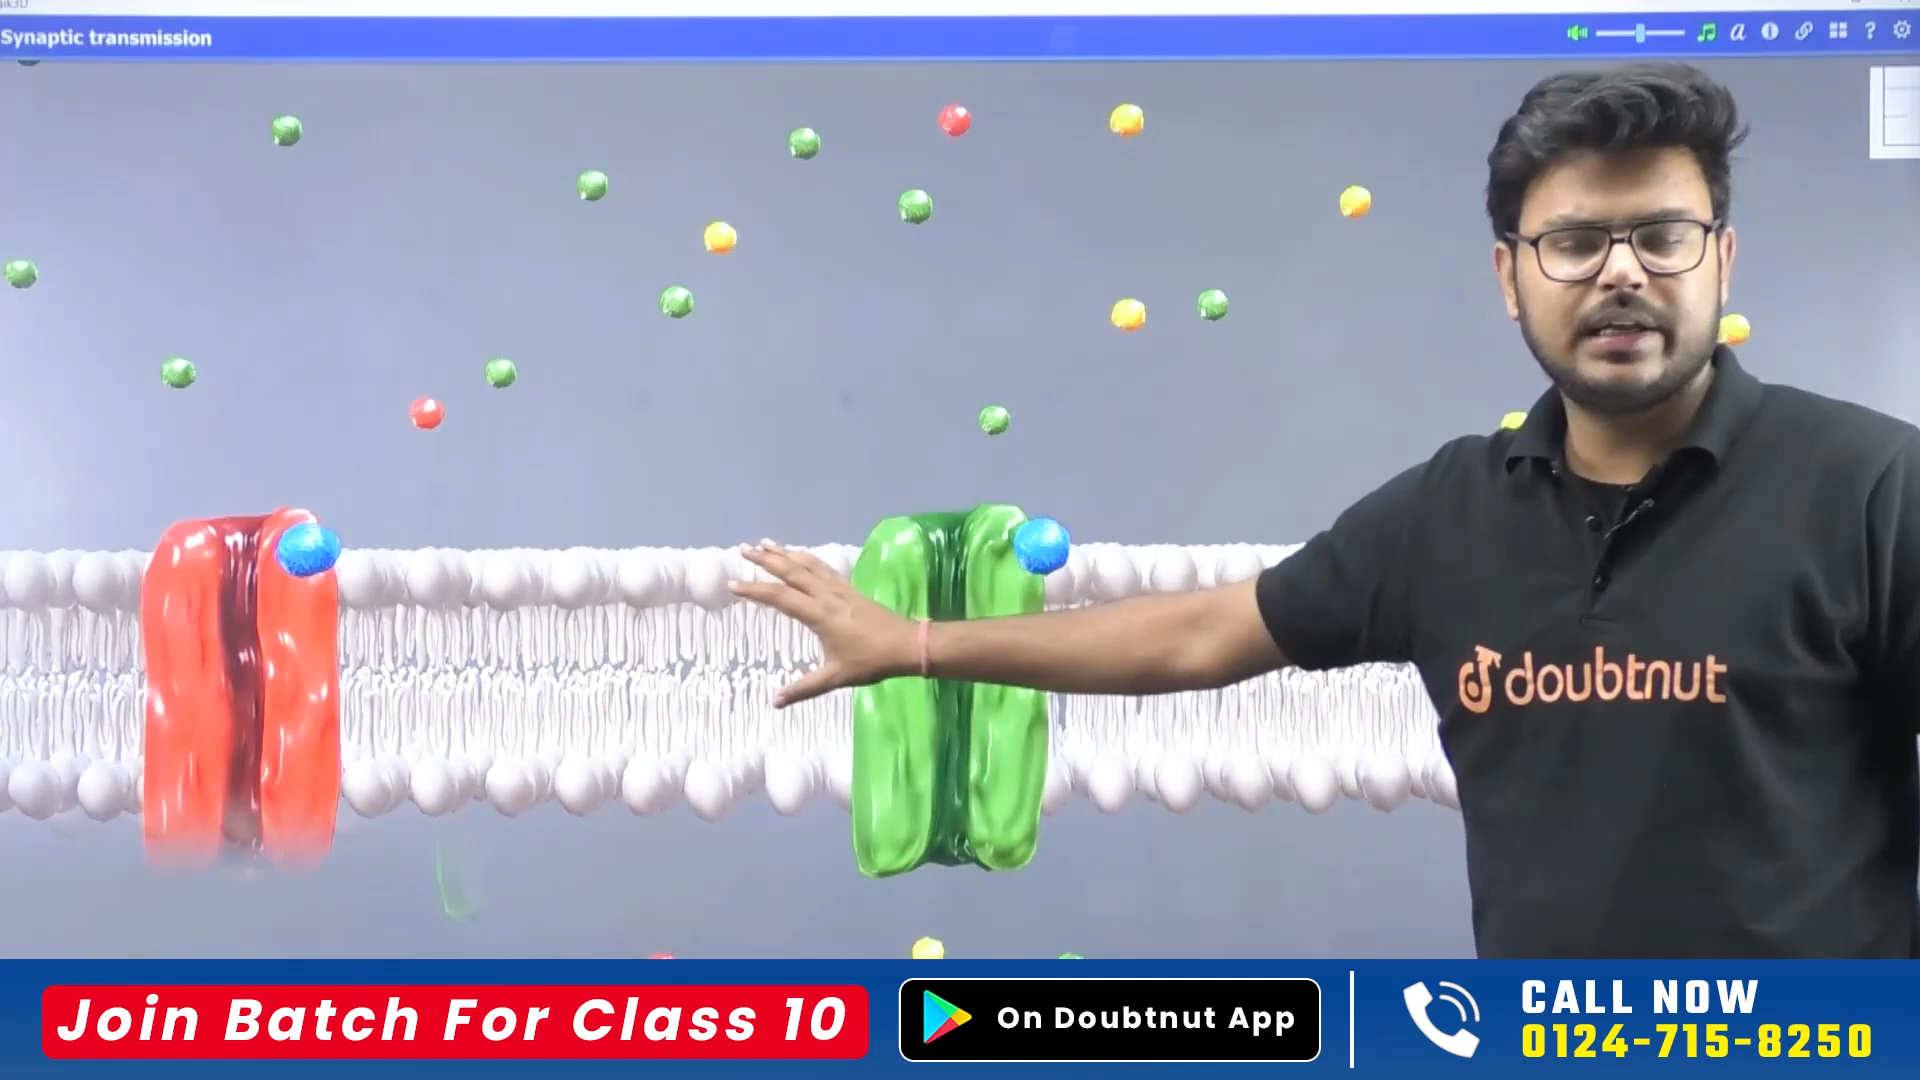 Synaptic transmission
doubtnut
Join Batch For Class 10
On Doubtnut App
CALL NOW
0124-715-8250